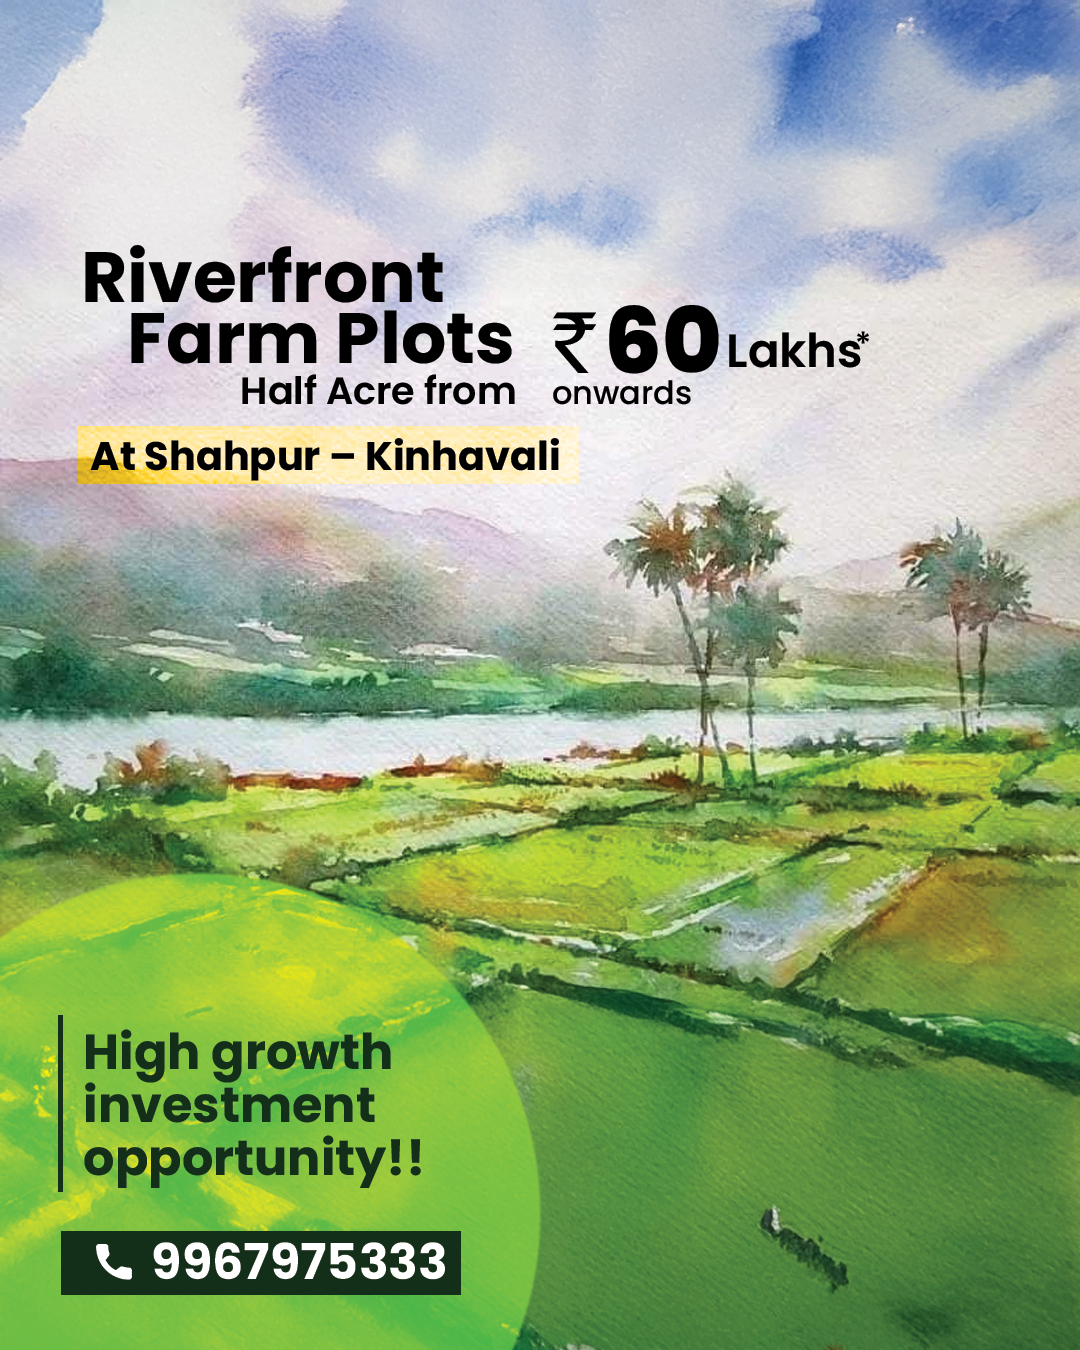 Riverfront
Farm Plots
Half Acre from
₹60 Lakhs*
onwards
At Shahpur – Kinhavali
High growth
investment
opportunity!!
9967975333